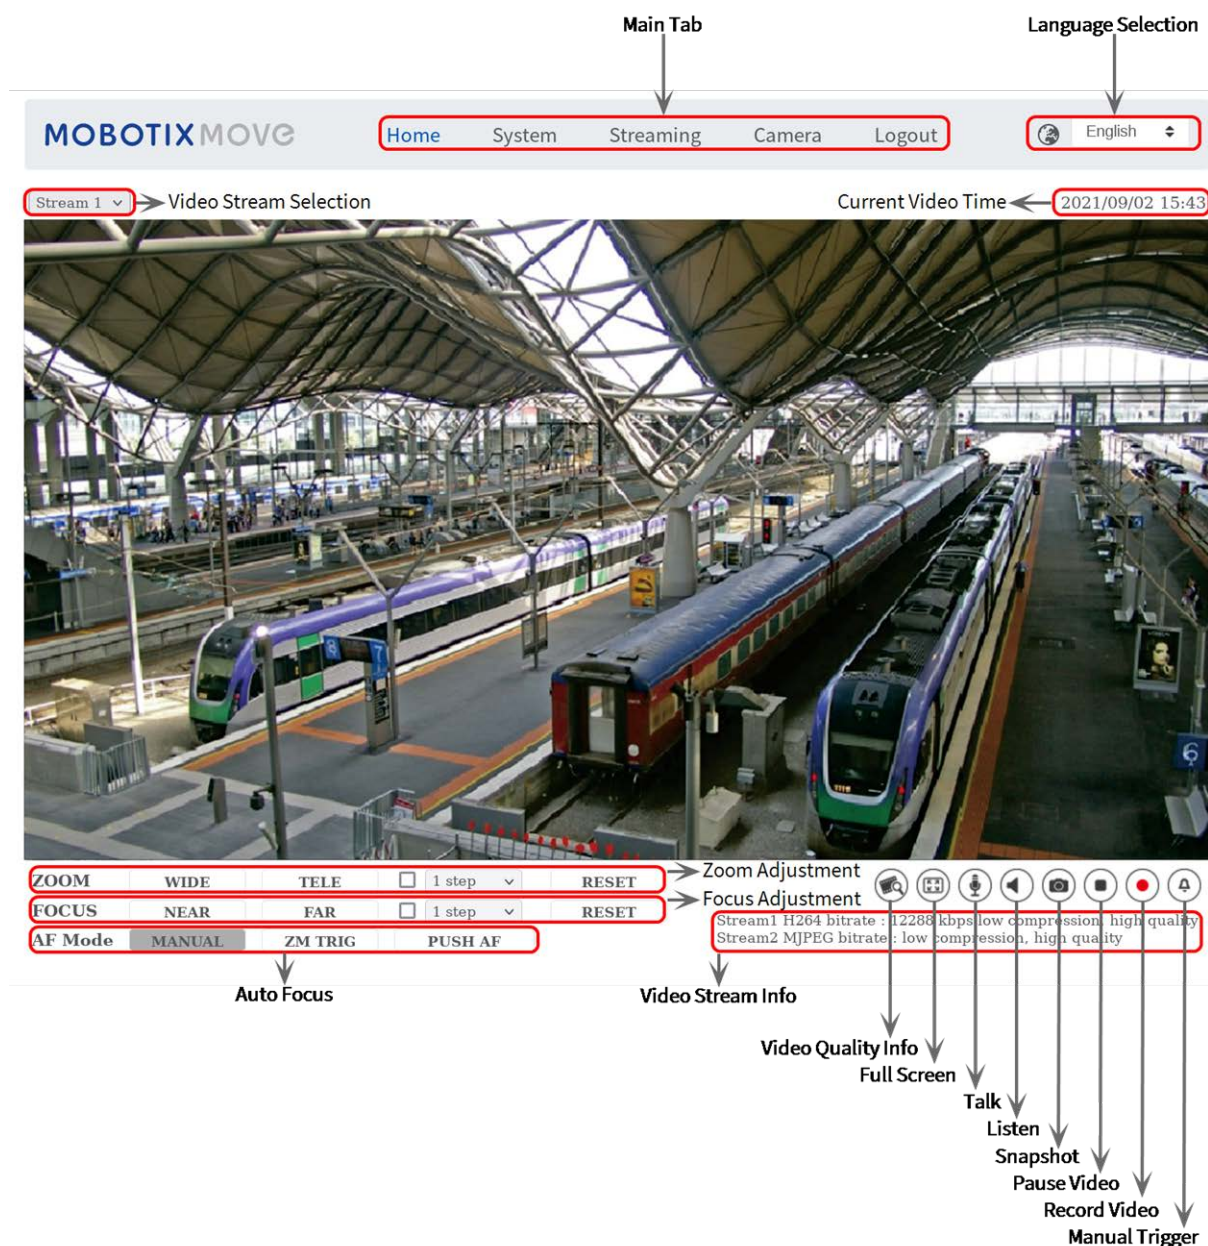 Main Tab
Language Selection
MOBOTIX MOVE
Home System Streaming Camera Logout
English
Stream 1
Video Stream Selection
Current Video Time
2021/09/02 15:43
6
ZOOM WIDE TELE 1 step RESET
Zoom Adjustment
FOCUS NEAR FAR 1 step RESET
Focus Adjustment
AF Mode MANUAL ZM TRIG PUSH AF
Stream1 H264 bitrate : 12288 kbps low compression, high quality
Stream2 MJPEG bitrate : low compression, high quality
Auto Focus
Video Stream Info
Video Quality Info
Full Screen
Talk
Listen
Snapshot
Pause Video
Record Video
Manual Trigger